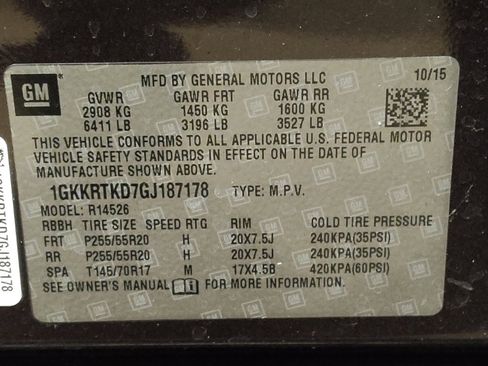 GM
MFD BY GENERAL MOTORS LLC 10/15
GVWR GAWR FRT GAWR RR
2908 KG 1450 KG 1600 KG
6411 LB 3196 LB 3527 LB
THIS VEHICLE CONFORMS TO ALL APPLICABLE U.S. FEDERAL MOTOR
VEHICLE SAFETY STANDARDS IN EFFECT ON THE DATE OF
MANUFACTURE SHOWN ABOVE.
1GKKRTKD7GJ187178 TYPE: M.P.V.
MODEL: R14526
RBBH TIRE SIZE SPEED RTG RIM COLD TIRE PRESSURE
FRT P255/55R20 H 20X7.5J 240KPA(35PSI)
RR P255/55R20 H 20X7.5J 240KPA(35PSI)
SPA T145/70R17 M 17X4.5B 420KPA(60PSI)
SEE OWNER'S MANUAL FOR MORE INFORMATION.